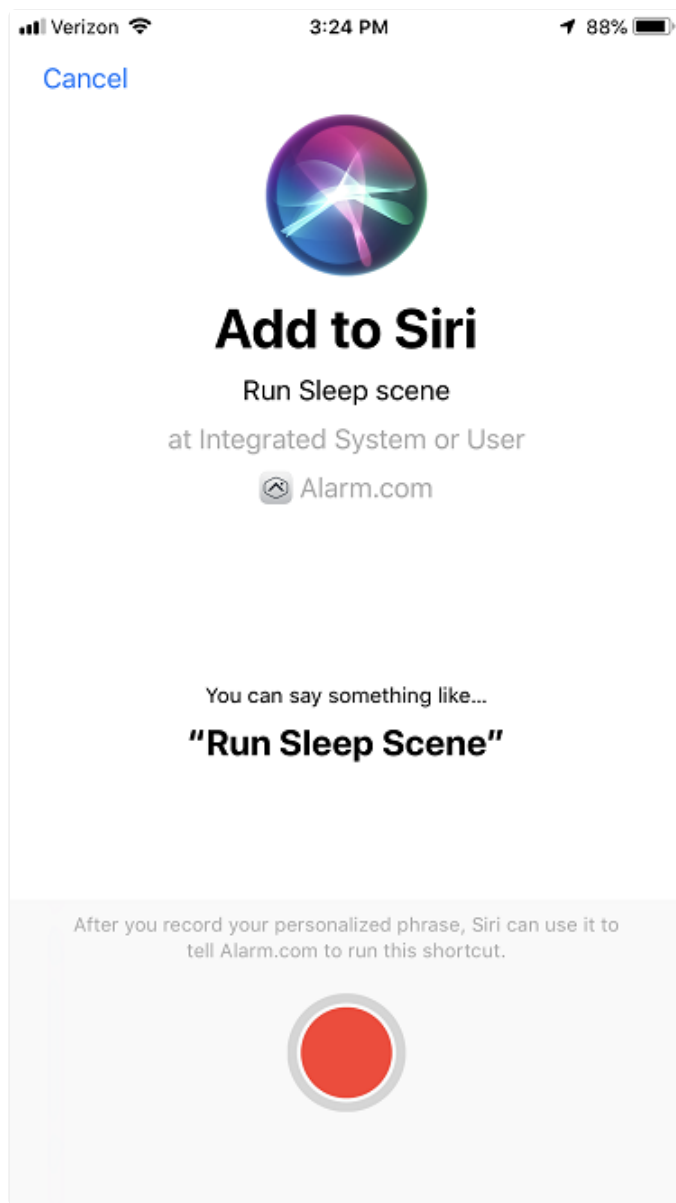 Verizon 3:24 PM 88%
Cancel
Add to Siri
Run Sleep scene
at Integrated System or User
Alarm.com
You can say something like...
“Run Sleep Scene”
After you record your personalized phrase, Siri can use it to
tell Alarm.com to run this shortcut.